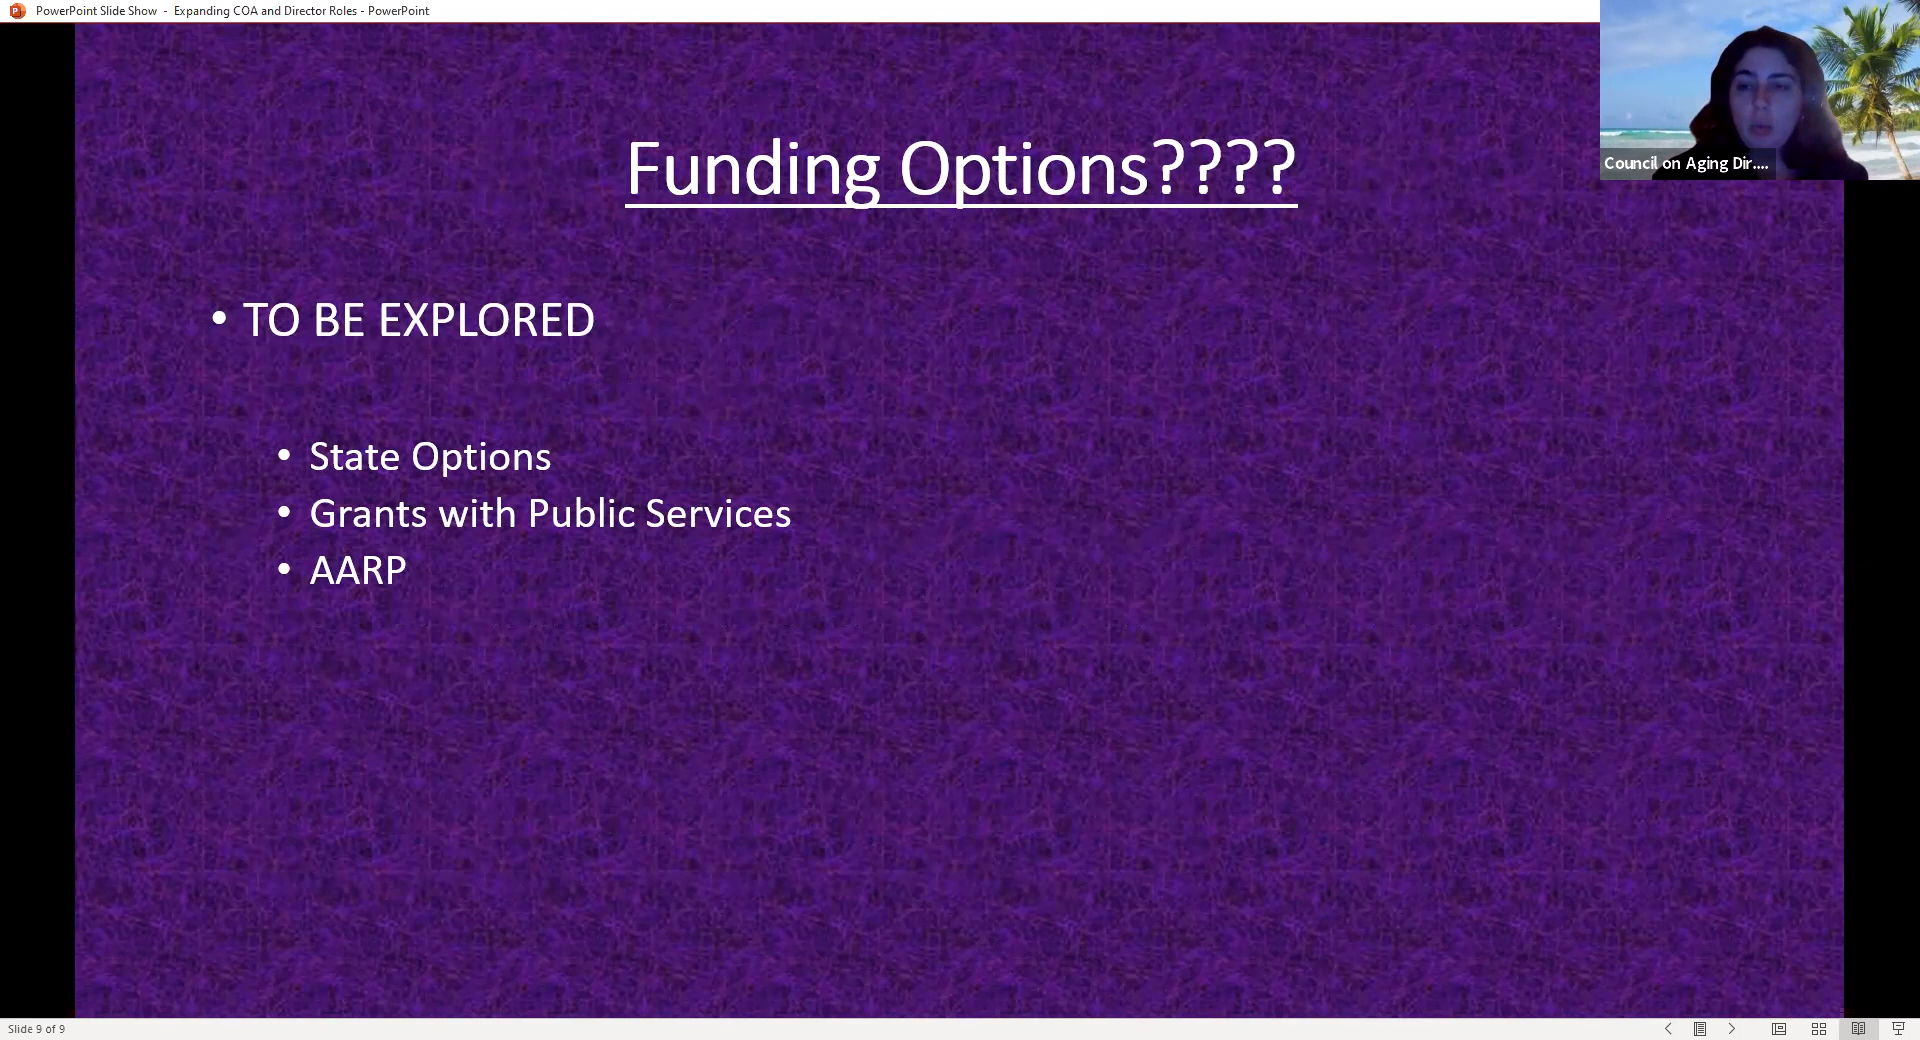 PowerPoint Slide Show - Expanding COA and Director Roles - PowerPoint
Council on Aging Dir....
Funding Options????
• TO BE EXPLORED
• State Options
• Grants with Public Services
• AARP
Slide 9 of 9